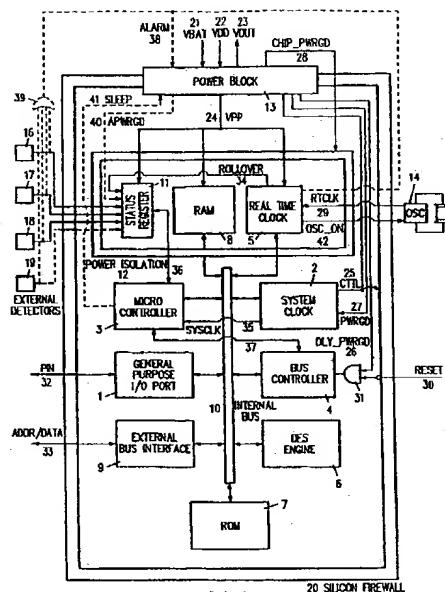 21 22 23
ALARM VBAT VDD VOUT CHIP_PWRGD
38 28
41 SLEEP POWER BLOCK
39 40 APWRGD 24 VPP 13
16
ROLLOVER
11 34 RTCLK 14
17 STATUS REGISTER RAM REAL TIME CLOCK 29 OSC
8 5 OSC_ON
18 42
POWER ISOLATION 36 2 25
19 12 CTTL
EXTERNAL DETECTORS MICRO CONTROLLER SYSTEM CLOCK 27
3 SYSCLK 35 PWRGD
37 DLY_PWRGD
PIN 26
32 GENERAL PURPOSE I/O PORT BUS CONTROLLER RESET
1 10 4 31 30
INTERNAL BUS
ADDR/DATA EXTERNAL BUS INTERFACE DES ENGINE
33 9 6
ROM 7
20 SILICON FIREWALL